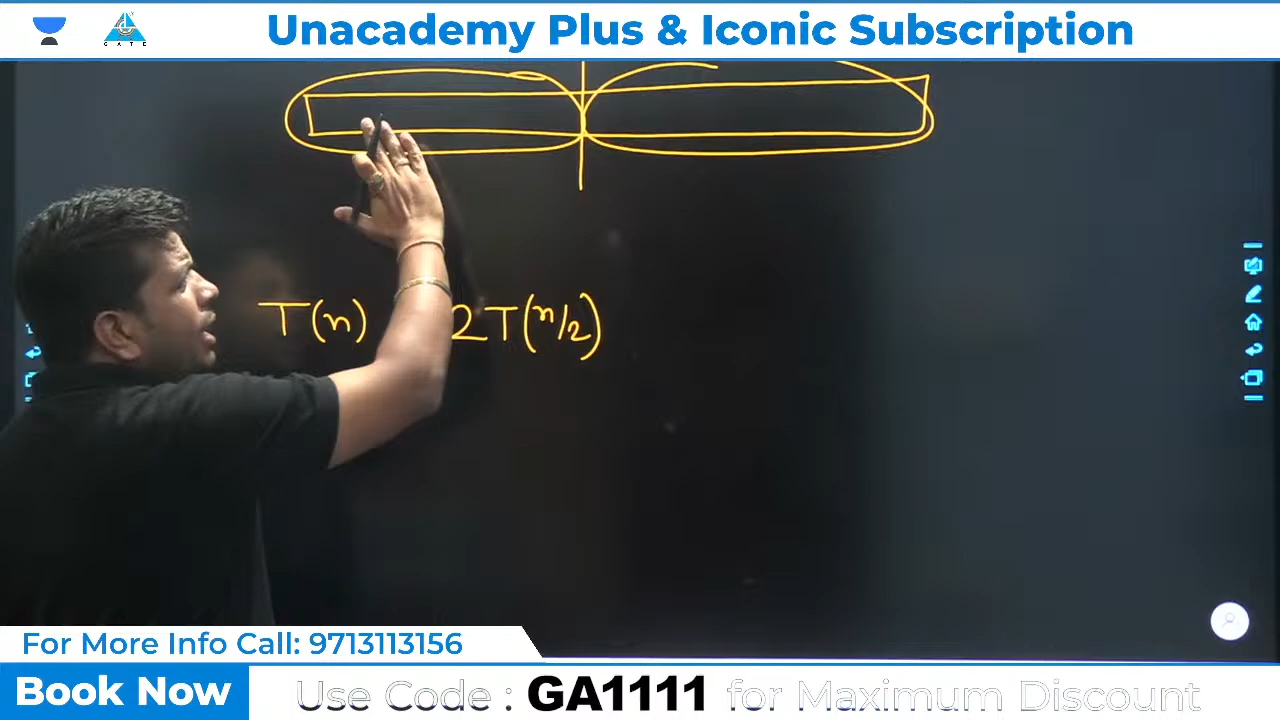 Unacademy Plus & Iconic Subscription
GATE
T(n) 2T(n/2)
For More Info Call: 9713113156
Book Now Use Code : GA1111 for Maximum Discount